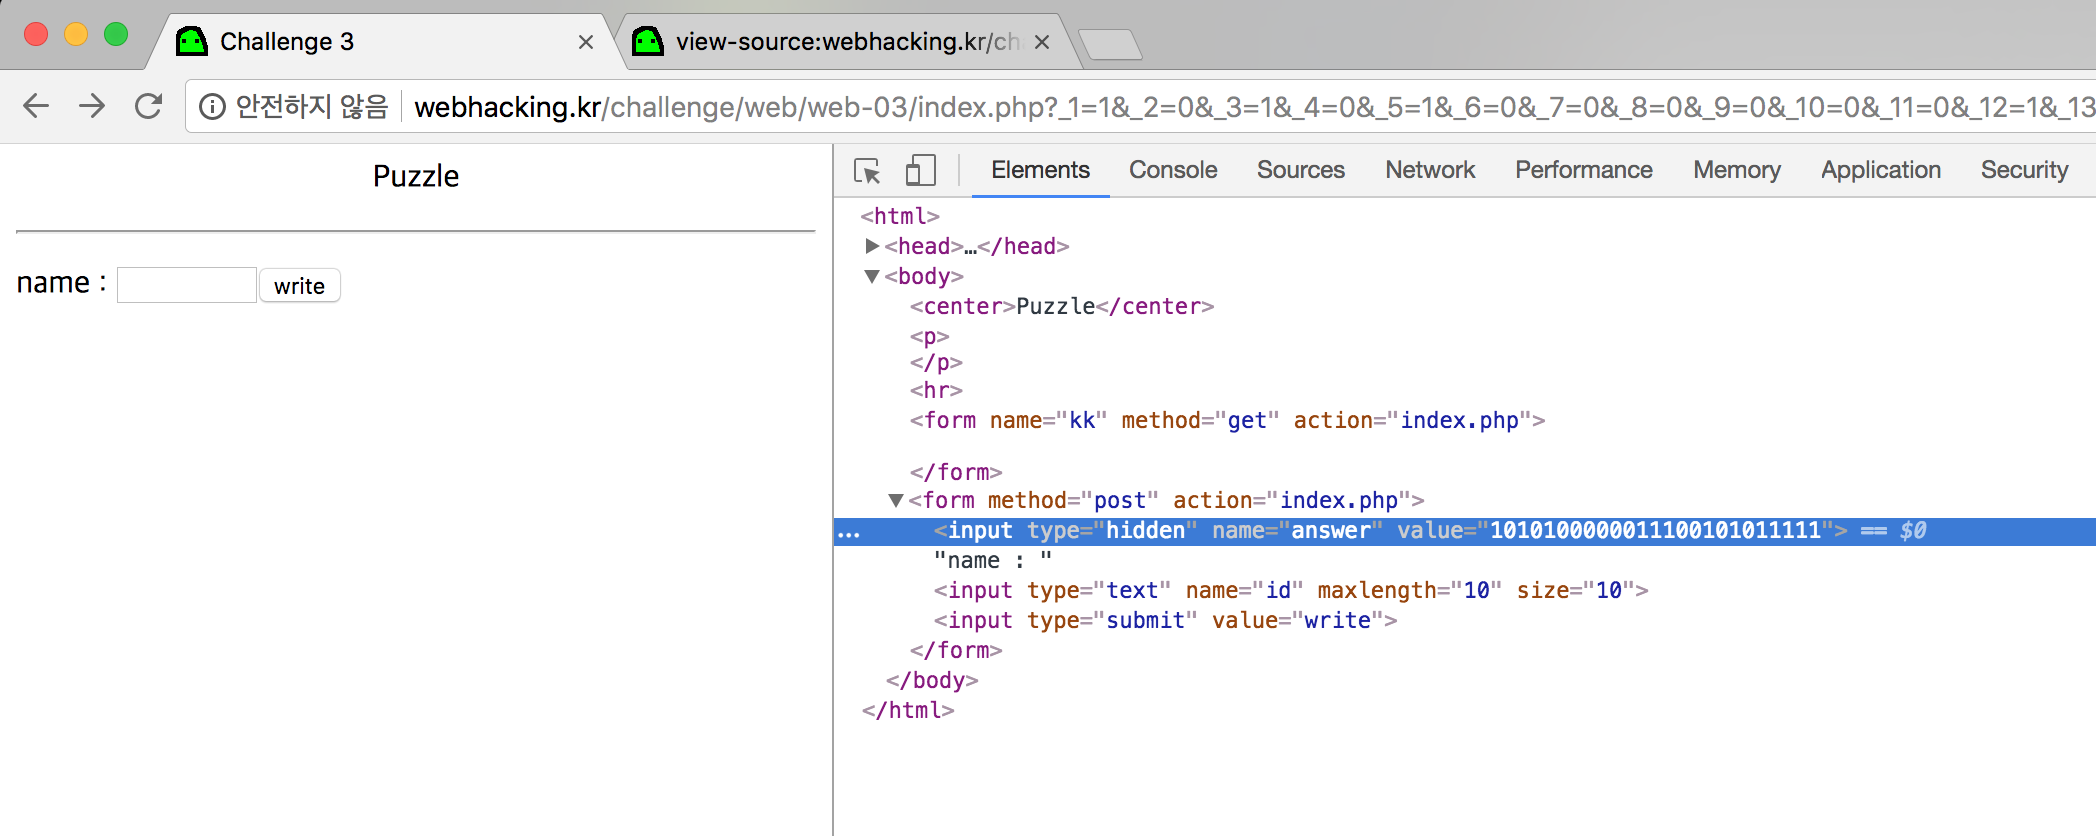 Challenge 3
view-source:webhacking.kr/ch
안전하지 않음 webhacking.kr/challenge/web/web-03/index.php?_1=1&_2=0&_3=1&_4=0&_5=1&_6=0&_7=0&_8=0&_9=0&_10=0&_11=0&_12=1&_13
Puzzle
name :
write
Elements Console Sources Network Performance Memory Application Security
<html>
<head>…</head>
<body>
<center>Puzzle</center>
<p>
</p>
<hr>
<form name="kk" method="get" action="index.php">
</form>
<form method="post" action="index.php">
... <input type="hidden" name="answer" value="1010100000011100101011111"> == $0
"name : "
<input type="text" name="id" maxlength="10" size="10">
<input type="submit" value="write">
</form>
</body>
</html>